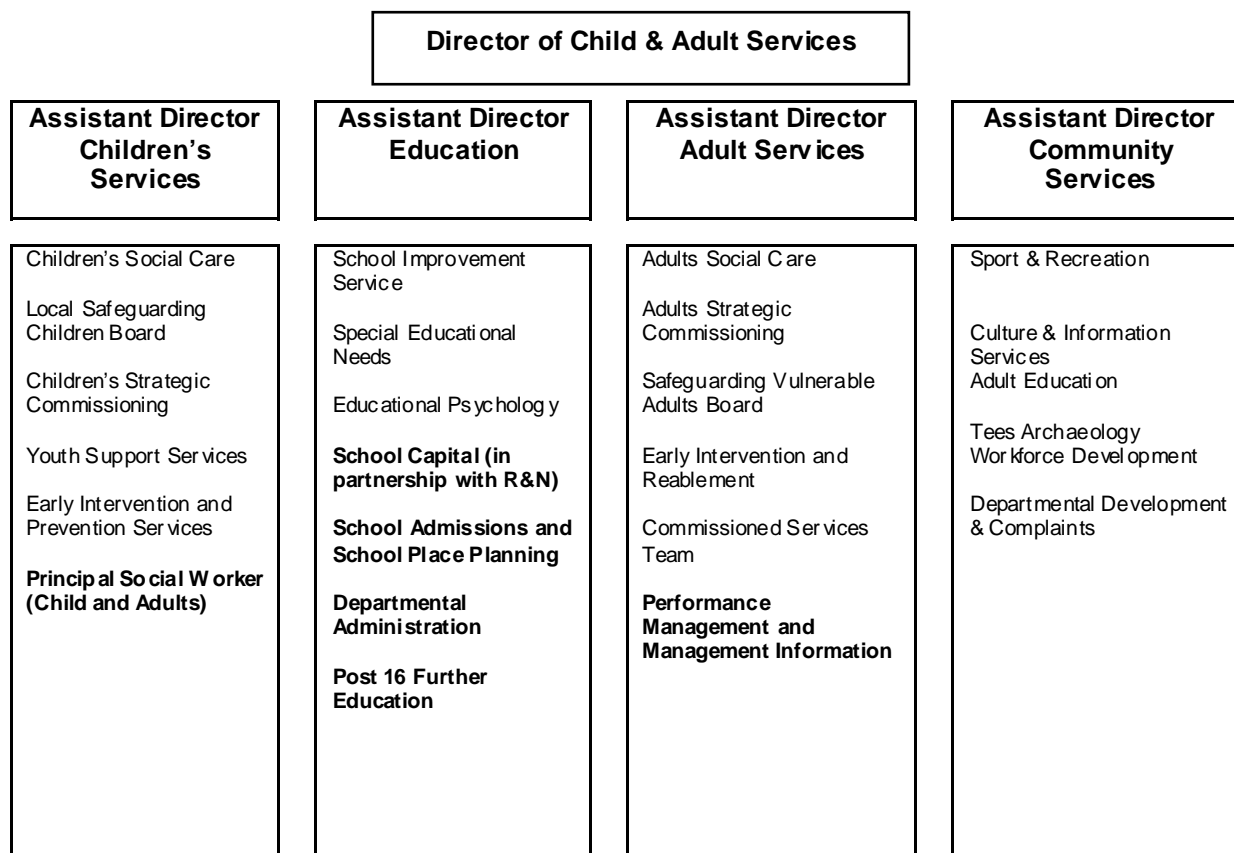 Director of Child & Adult Services
Assistant Director
Children's
Services
Assistant Director
Education
Assistant Director
Adult Services
Assistant Director
Community
Services
Children's Social Care
Local Safeguarding
Children Board
Children's Strategic
Commissioning
Youth Support Services
Early Intervention and
Prevention Services
Principal Social Worker
(Child and Adults)
School Improvement
Service
Special Educational
Needs
Educational Psychology
School Capital (in
partnership with R&N)
School Admissions and
School Place Planning
Departmental
Administration
Post 16 Further
Education
Adults Social Care
Adults Strategic
Commissioning
Safeguarding Vulnerable
Adults Board
Early Intervention and
Reablement
Commissioned Services
Team
Performance
Management and
Management Information
Sport & Recreation
Culture & Information
Services
Adult Education
Tees Archaeology
Workforce Development
Departmental Development
& Complaints